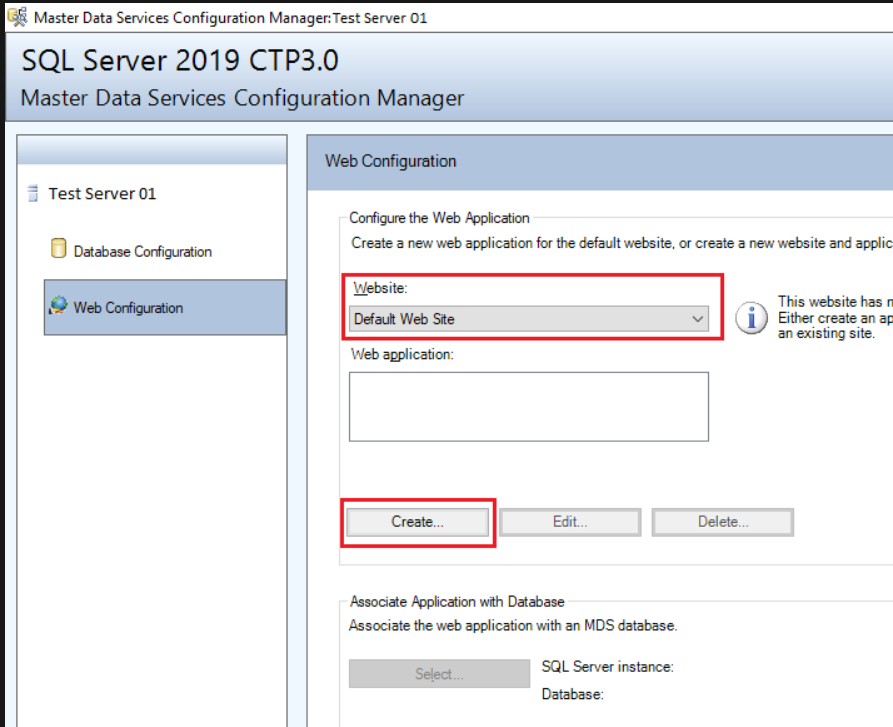 Master Data Services Configuration Manager:Test Server 01
SQL Server 2019 CTP3.0
Master Data Services Configuration Manager
Test Server 01
Database Configuration
Web Configuration
Web Configuration
Configure the Web Application
Create a new web application for the default website, or create a new website and applic
Website:
Default Web Site
This website has n
Either create an ap
an existing site.
Web application:
Create...
Edit...
Delete...
Associate Application with Database
Associate the web application with an MDS database.
Select...
SQL Server instance:
Database: